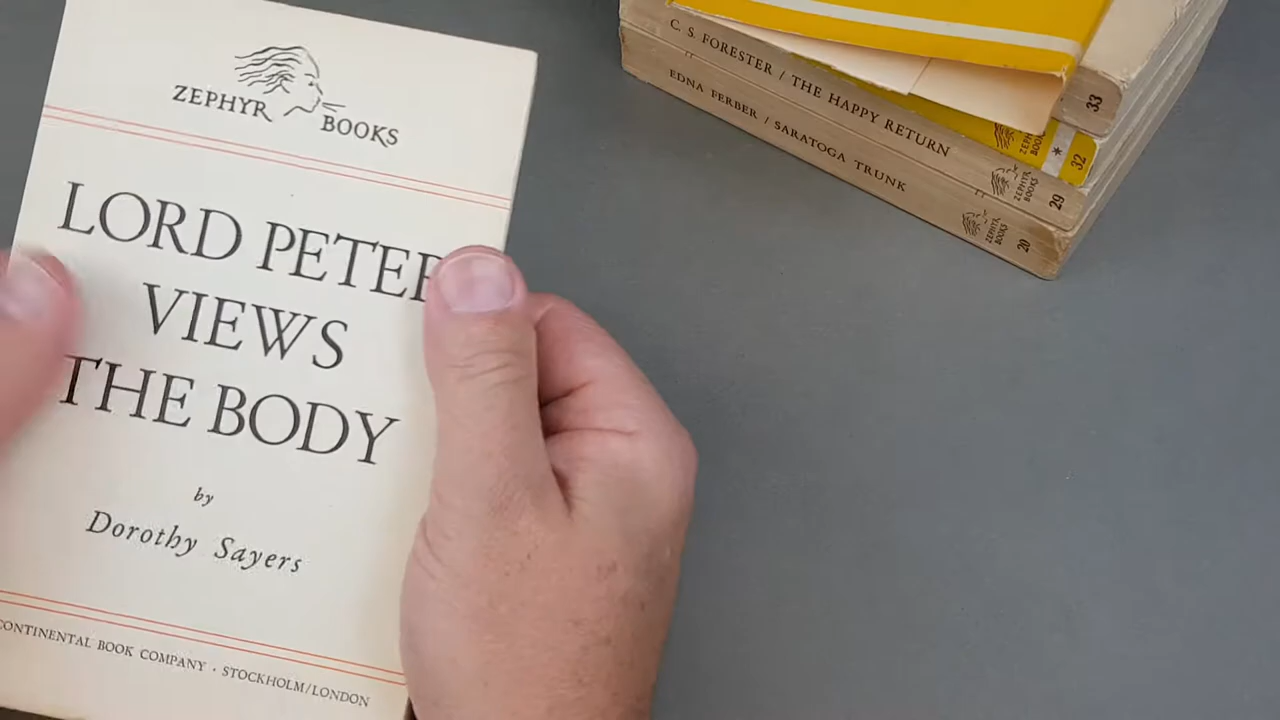 ZEPHYR BOOKS
LORD PETER
VIEWS
THE BODY
by
Dorothy Sayers
CONTINENTAL BOOK COMPANY · STOCKHOLM/LONDON
C. S. FORESTER / THE HAPPY RETURN
ZEPHYR
BOOKS
29
EDNA FERBER / SARATOGA TRUNK
ZEPHYR
BOOKS
20
33
ZEPHYR
*
32